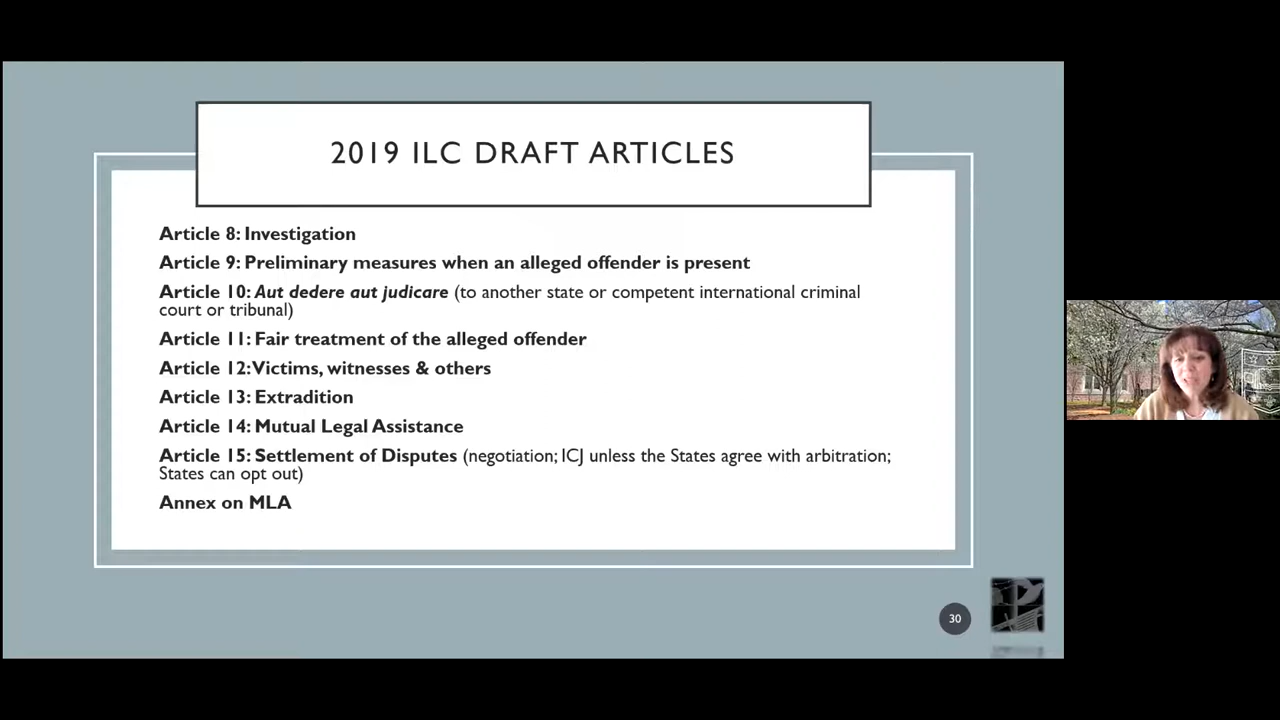 2019 ILC DRAFT ARTICLES
Article 8: Investigation
Article 9: Preliminary measures when an alleged offender is present
Article 10: Aut dedere aut judicare (to another state or competent international criminal
court or tribunal)
Article 11: Fair treatment of the alleged offender
Article 12: Victims, witnesses & others
Article 13: Extradition
Article 14: Mutual Legal Assistance
Article 15: Settlement of Disputes (negotiation; ICJ unless the States agree with arbitration;
States can opt out)
Annex on MLA
30